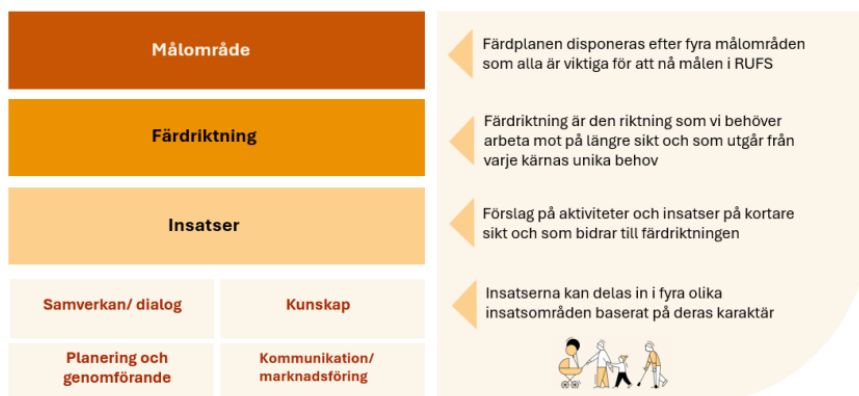 Målområde
Färdplanen disponeras efter fyra målområden
som alla är viktiga för att nå målen i RUFS
Färdriktning
Färdriktning är den riktning som vi behöver
arbeta mot på längre sikt och som utgår från
varje kärnas unika behov
Insatser
Förslag på aktiviteter och insatser på kortare
sikt och som bidrar till färdriktningen
Samverkan/ dialog
Kunskap
Insatserna kan delas in i fyra olika
insatsområden baserat på deras karaktär
Planering och
genomförande
Kommunikation/
marknadsföring